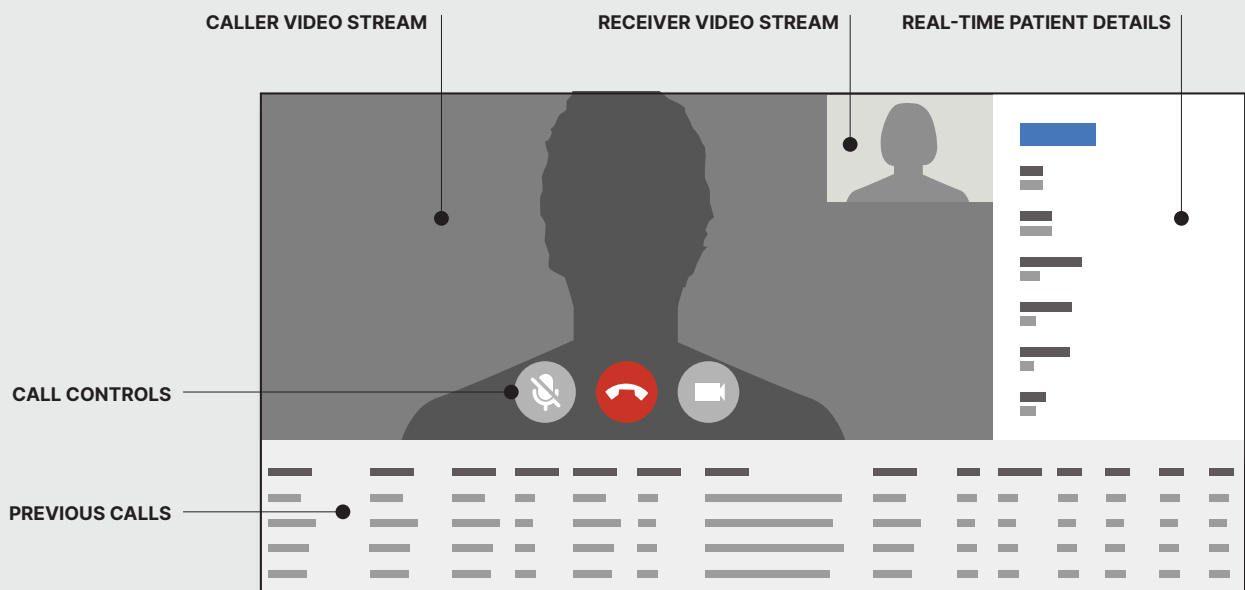 CALLER VIDEO STREAM
RECEIVER VIDEO STREAM
REAL-TIME PATIENT DETAILS
CALL CONTROLS
PREVIOUS CALLS